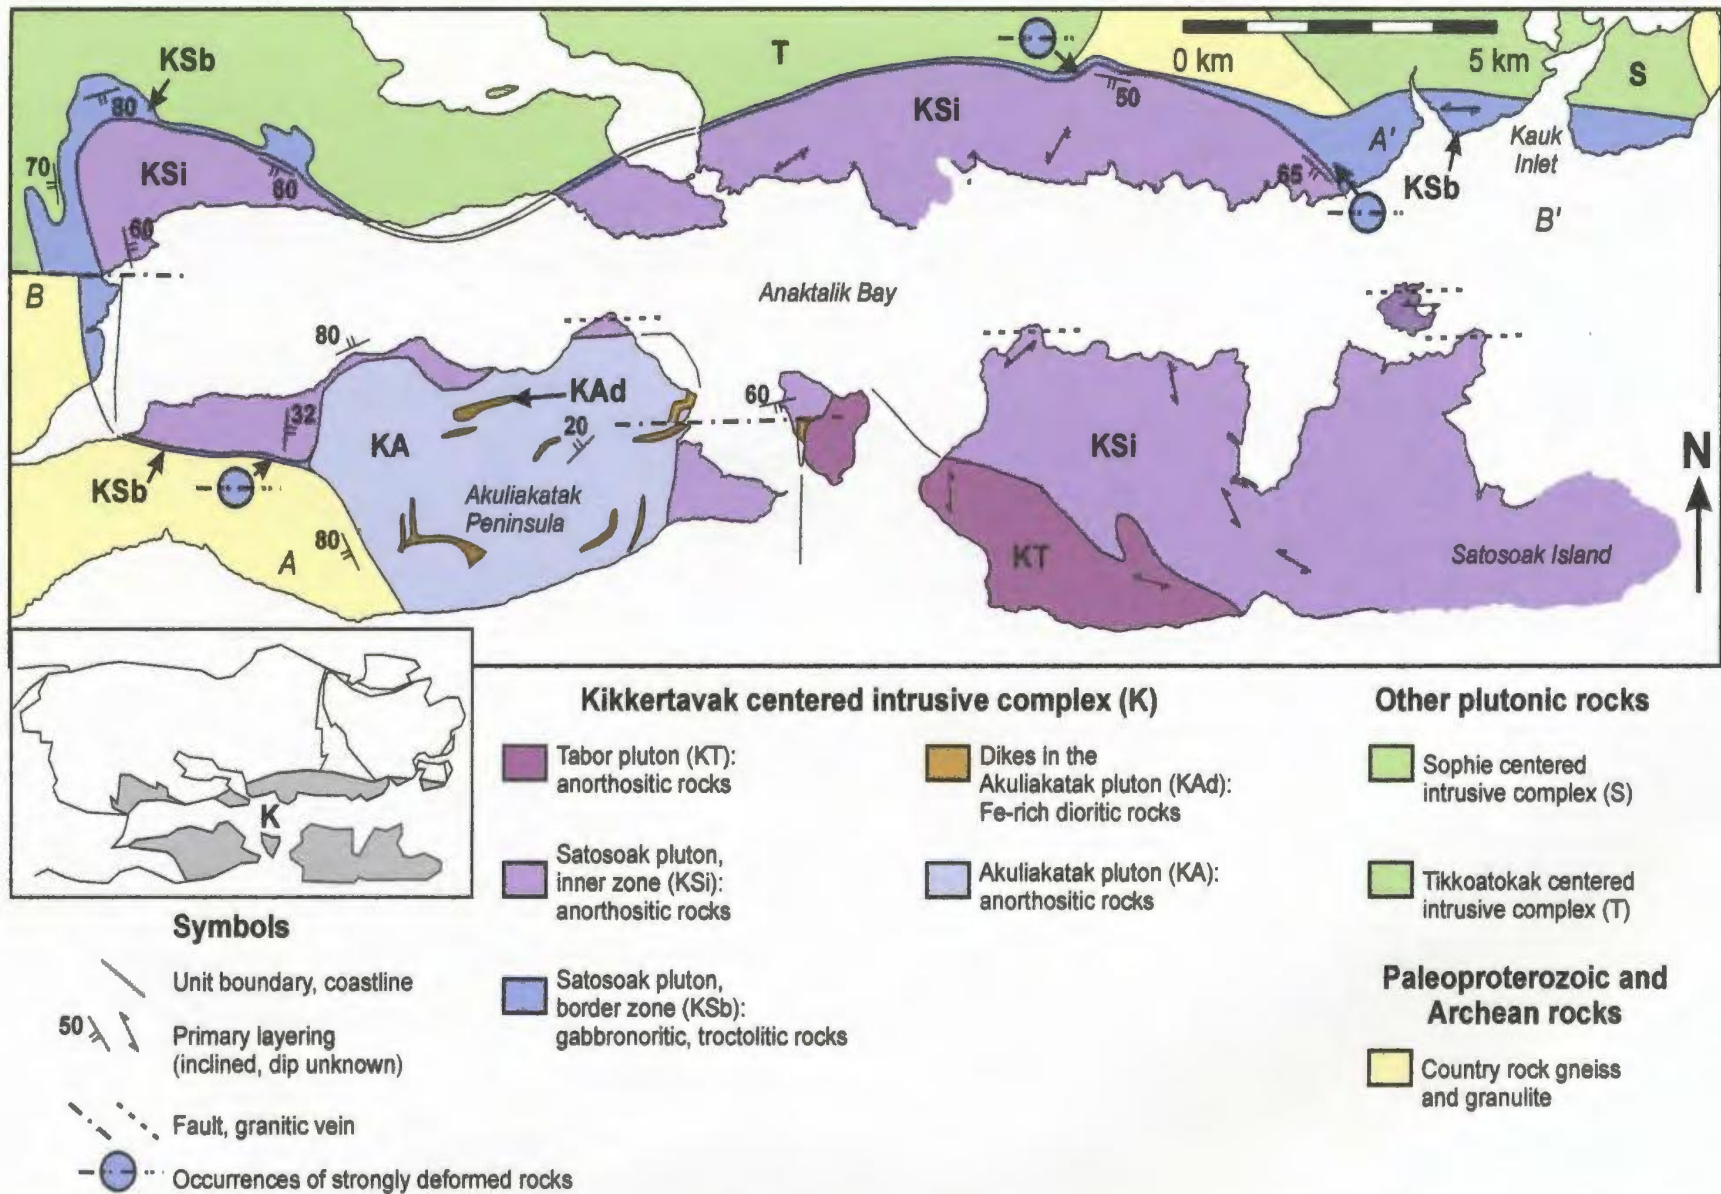 KSb
T
0 km
5 km
S
80
KSi
50
70
KSi
80
A'
Kauk
Inlet
65
KSb
60
B'
B
Anaktalik Bay
80
KAd
60
32
20
KA
KSi
N
KSb
Akuliakatak
Peninsula
80
A
KT
Satosoak Island
K
Kikkertavak centered intrusive complex (K)
Tabor pluton (KT):
anorthositic rocks
Satosoak pluton,
inner zone (KSi):
anorthositic rocks
Satosoak pluton,
border zone (KSb):
gabbronoritic, troctolitic rocks
Dikes in the
Akuliakatak pluton (KAd):
Fe-rich dioritic rocks
Akuliakatak pluton (KA):
anorthositic rocks
Other plutonic rocks
Sophie centered
intrusive complex (S)
Tikkoatokak centered
intrusive complex (T)
Paleoproterozoic and
Archean rocks
Country rock gneiss
and granulite
Symbols
Unit boundary, coastline
50
Primary layering
(inclined, dip unknown)
Fault, granitic vein
Occurrences of strongly deformed rocks